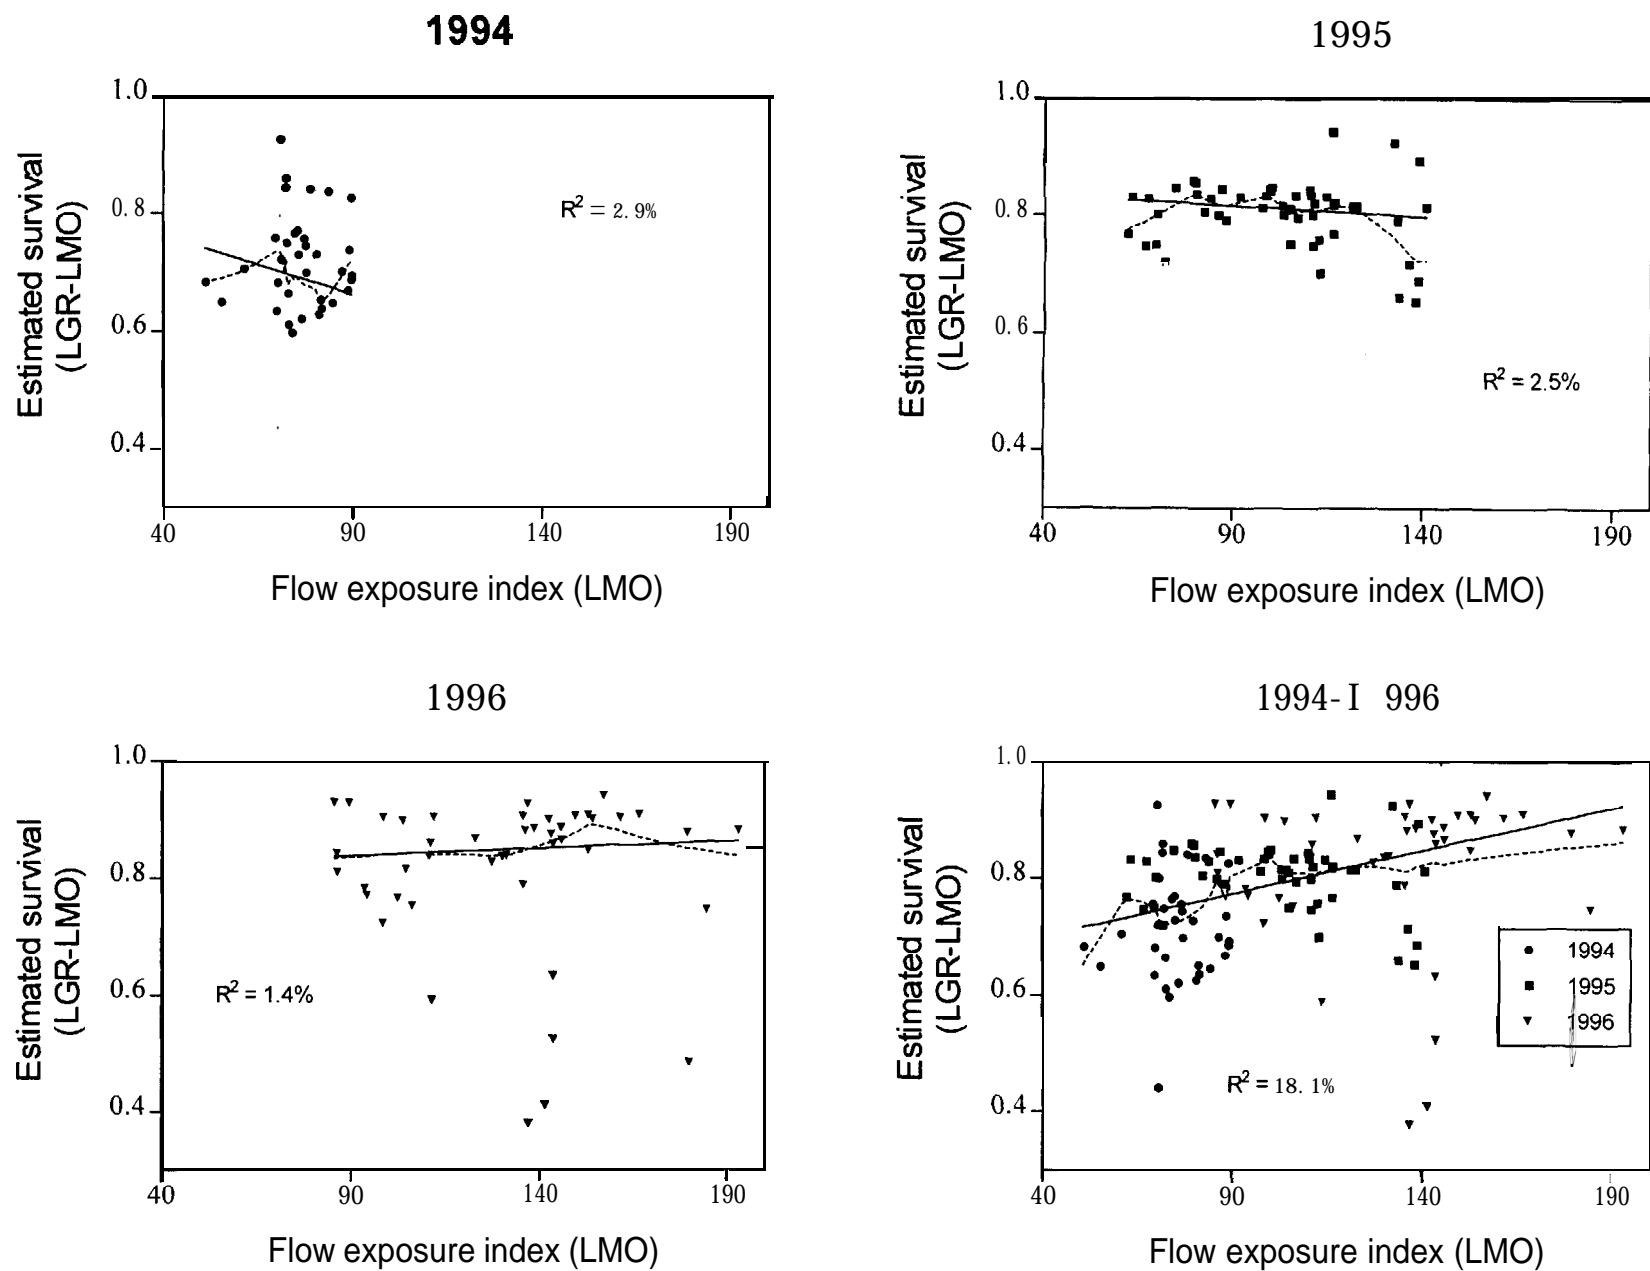 1994
Estimated survival
(LGR-LMO)
1.0
0.8
0.6
0.4
R² = 2.9%
40 90 140 190
Flow exposure index (LMO)
1995
Estimated survival
(LGR-LMO)
1.0
0.8
0.6
0.4
R² = 2.5%
40 90 140 190
Flow exposure index (LMO)
1996
Estimated survival
(LGR-LMO)
1.0
0.8
0.6
0.4
R² = 1.4%
40 90 140 190
Flow exposure index (LMO)
1994-I 996
Estimated survival
(LGR-LMO)
1.0
0.8
0.6
0.4
1994
1995
1996
R² = 18. 1%
40 90 140 190
Flow exposure index (LMO)